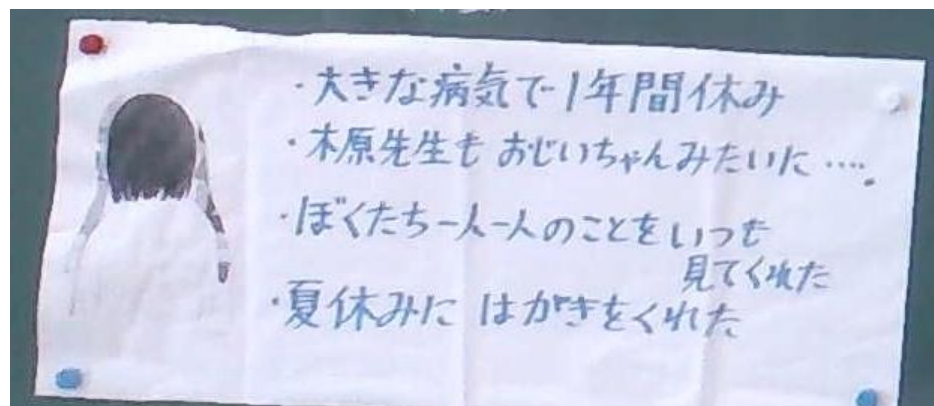 ・大きな病気で1年間休み
・木原先生も おじいちゃんみたいに‥‥。
・ぼくたち一人一人のことをいつも
見てくれた
・夏休みに はがきをくれた